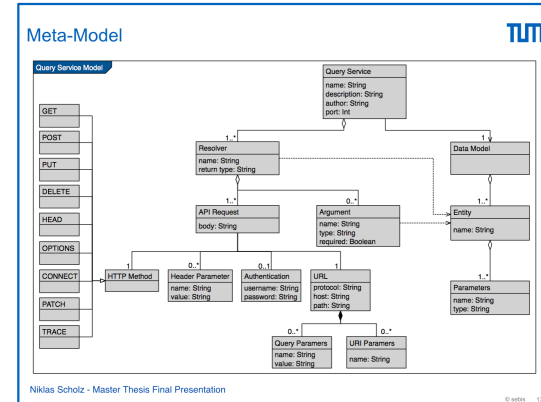 Meta-Model
TUM
Query Service Model
Query Service
name: String
description: String
author: String
port: Int
GET
POST
PUT
DELETE
HEAD
OPTIONS
CONNECT
PATCH
TRACE
1..*
Resolver
name: String
return type: String
1
Data Model
1..*
API Request
body: String
0..*
Argument
name: String
type: String
required: Boolean
1..*
Entity
name: String
1
HTTP Method
0..*
Header Parameter
name: String
value: String
0..1
Authentication
username: String
password: String
1
URL
protocol: String
host: String
path: String
1..*
Parameters
name: String
type: String
0..*
Query Paramers
name: String
value: String
0..*
URI Paramers
name: String
Niklas Scholz - Master Thesis Final Presentation
© sebis